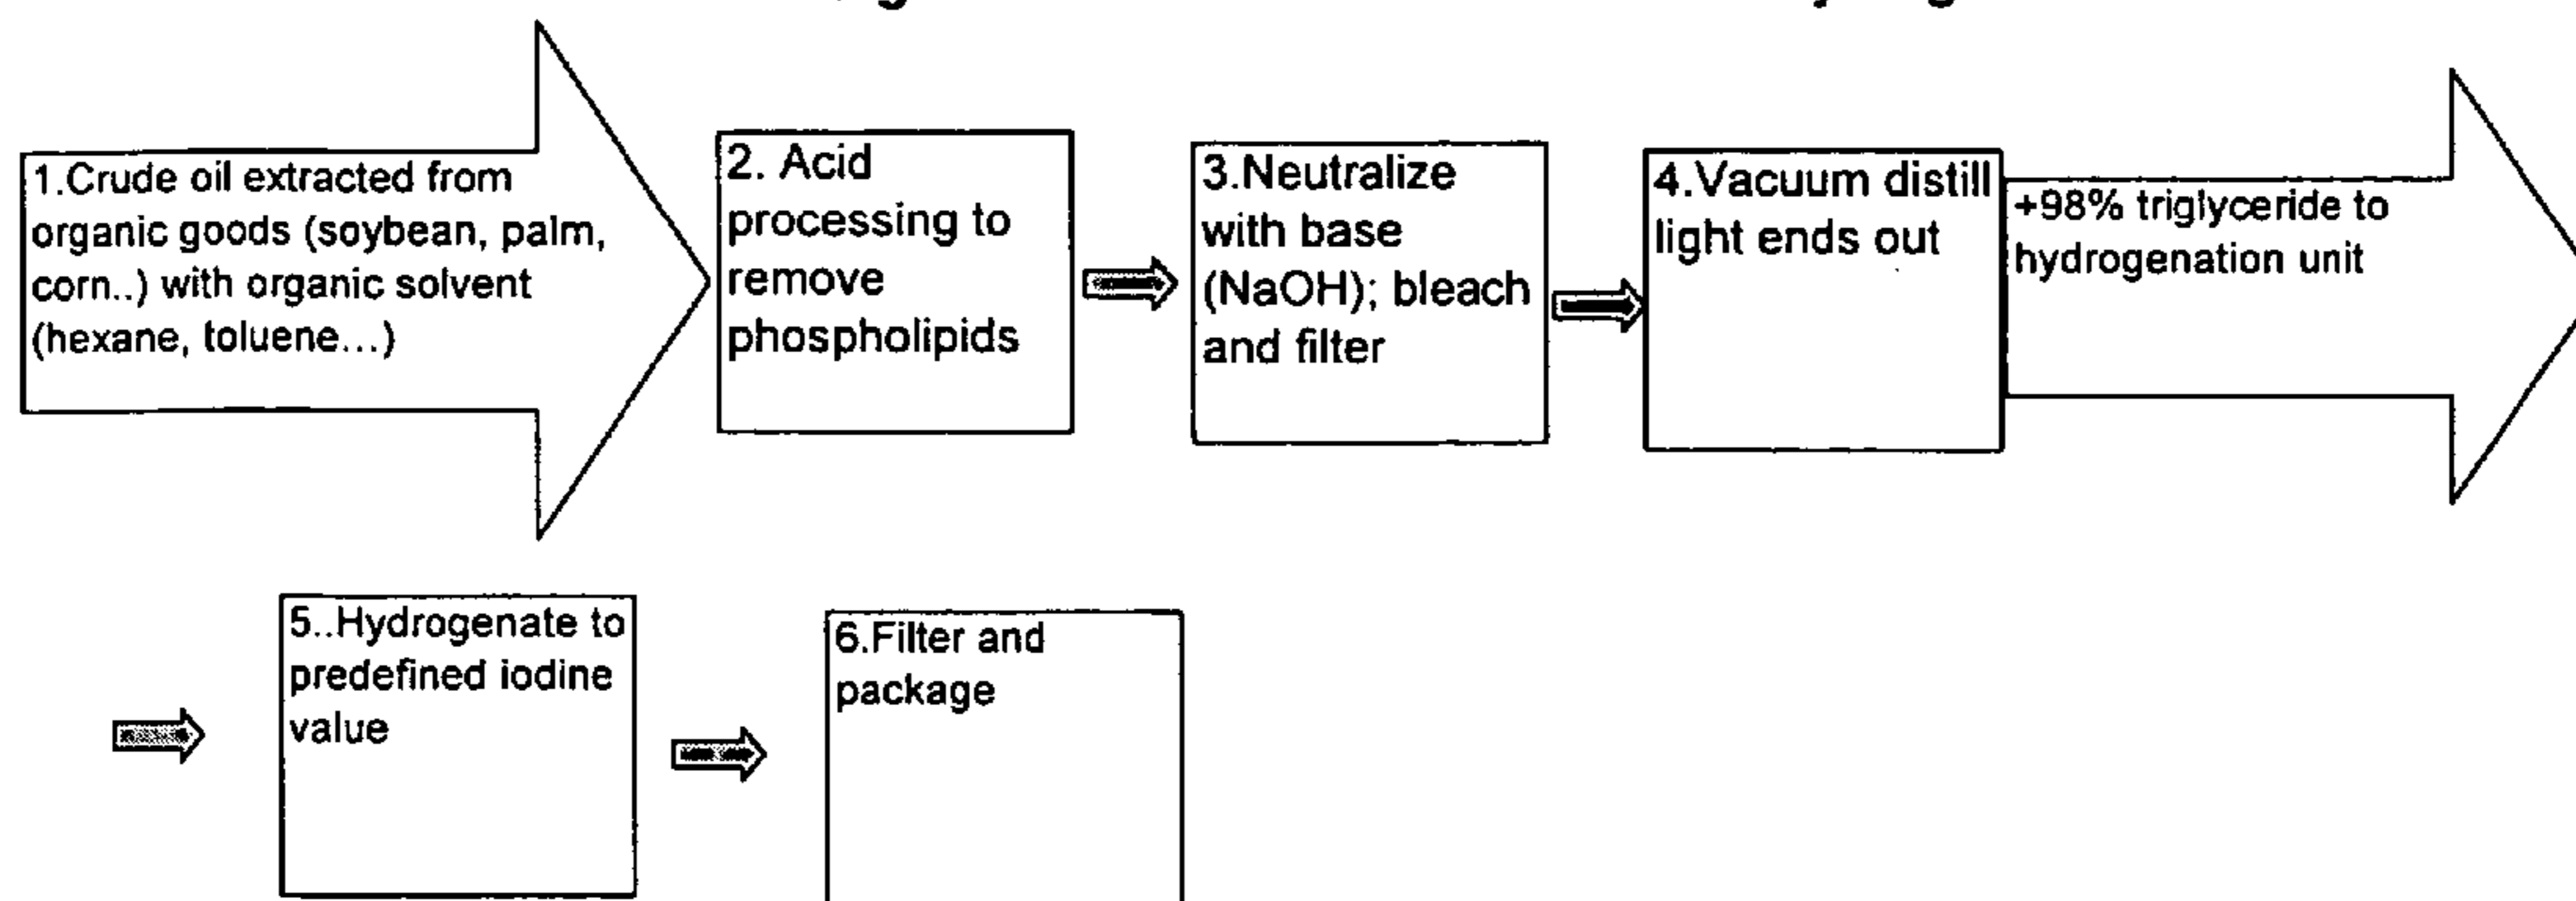 1.Crude oil extracted from
organic goods (soybean, palm,
corn..) with organic solvent
(hexane, toluene...)
2. Acid
processing to
remove
phospholipids
3.Neutralize
with base
(NaOH); bleach
and filter
4.Vacuum distill
light ends out
+98% triglyceride to
hydrogenation unit
5..Hydrogenate to
predefined iodine
value
6.Filter and
package